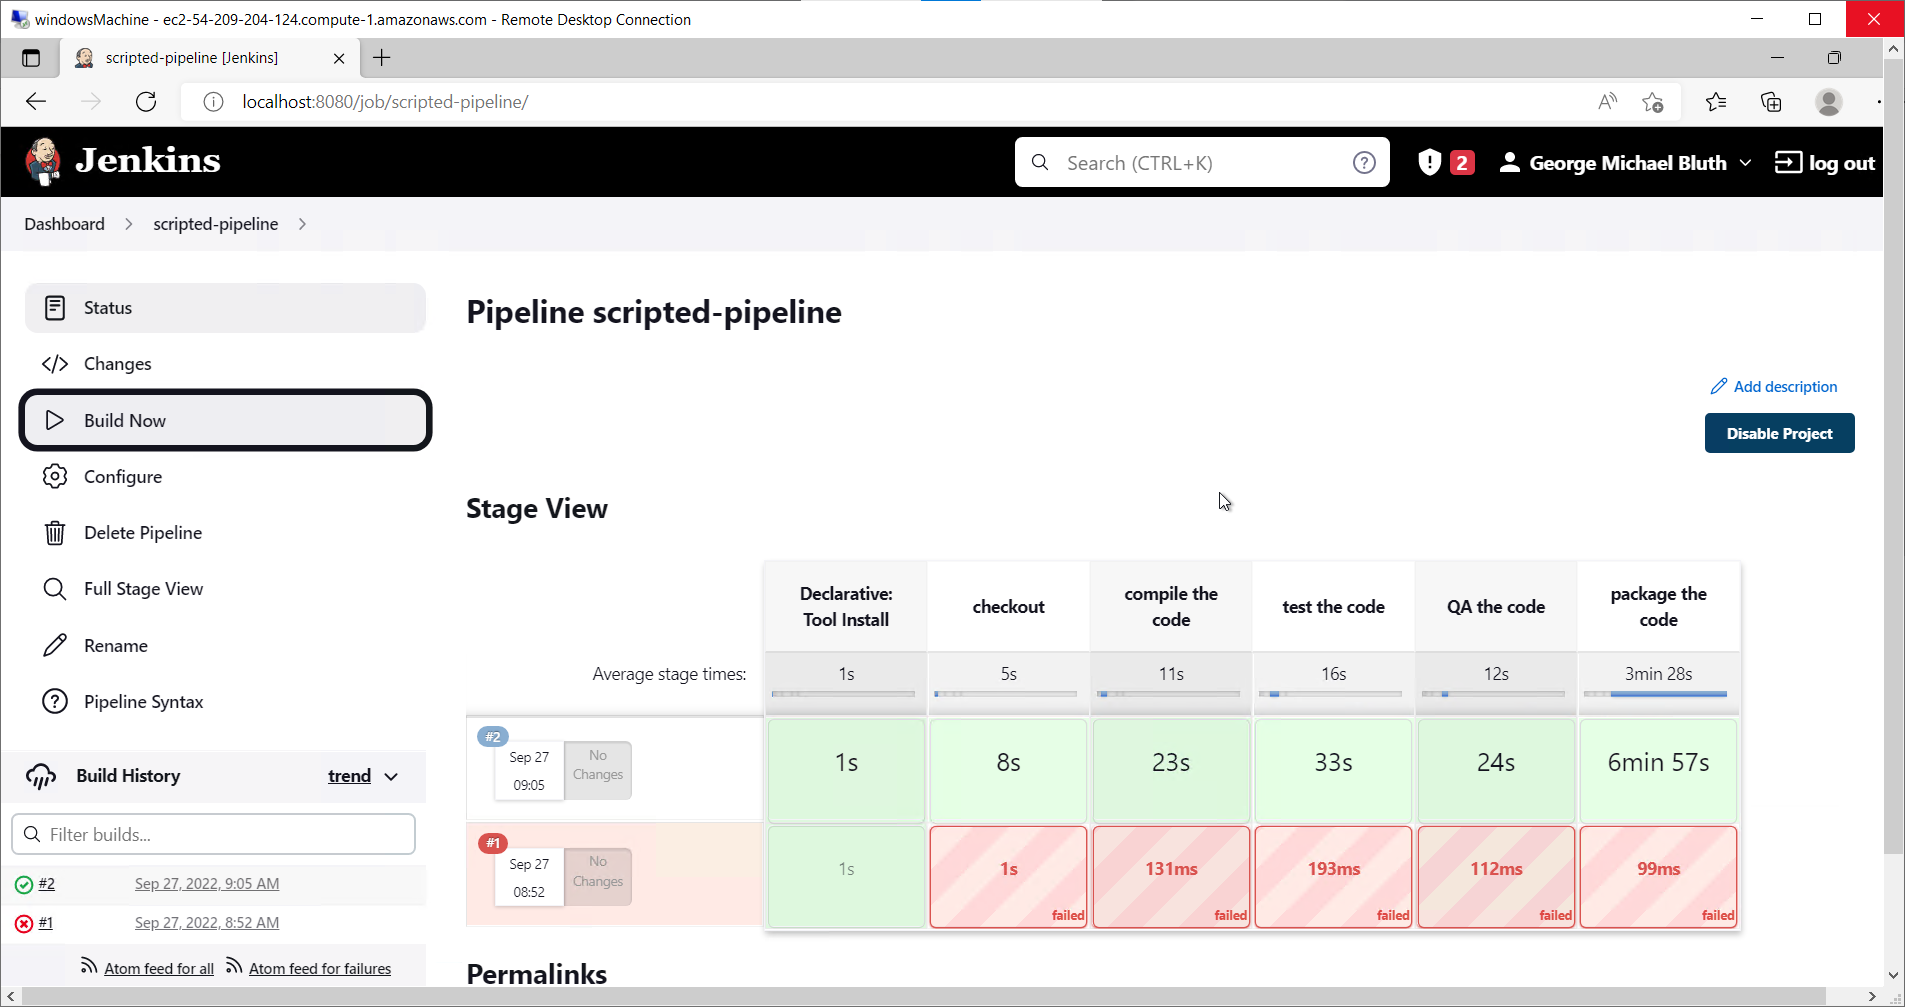 windowsMachine - ec2-54-209-204-124.compute-1.amazonaws.com - Remote Desktop Connection
scripted-pipeline [Jenkins]
localhost:8080/job/scripted-pipeline/
Jenkins
Search (CTRL+K)
2
George Michael Bluth
log out
Dashboard
scripted-pipeline
Status
Changes
Build Now
Configure
Delete Pipeline
Full Stage View
Rename
Pipeline Syntax
Build History
trend
Filter builds...
#2 Sep 27, 2022, 9:05 AM
#1 Sep 27, 2022, 8:52 AM
Atom feed for all Atom feed for failures
Pipeline scripted-pipeline
Add description
Disable Project
Stage View
Declarative:
Tool Install
checkout
compile the
code
test the code
QA the code
package the
code
Average stage times: 1s 5s 11s 16s 12s 3min 28s
#2
Sep 27
09:05
No
Changes
1s 8s 23s 33s 24s 6min 57s
#1
Sep 27
08:52
No
Changes
1s 1s 131ms 193ms 112ms 99ms
failed failed failed failed failed
Permalinks